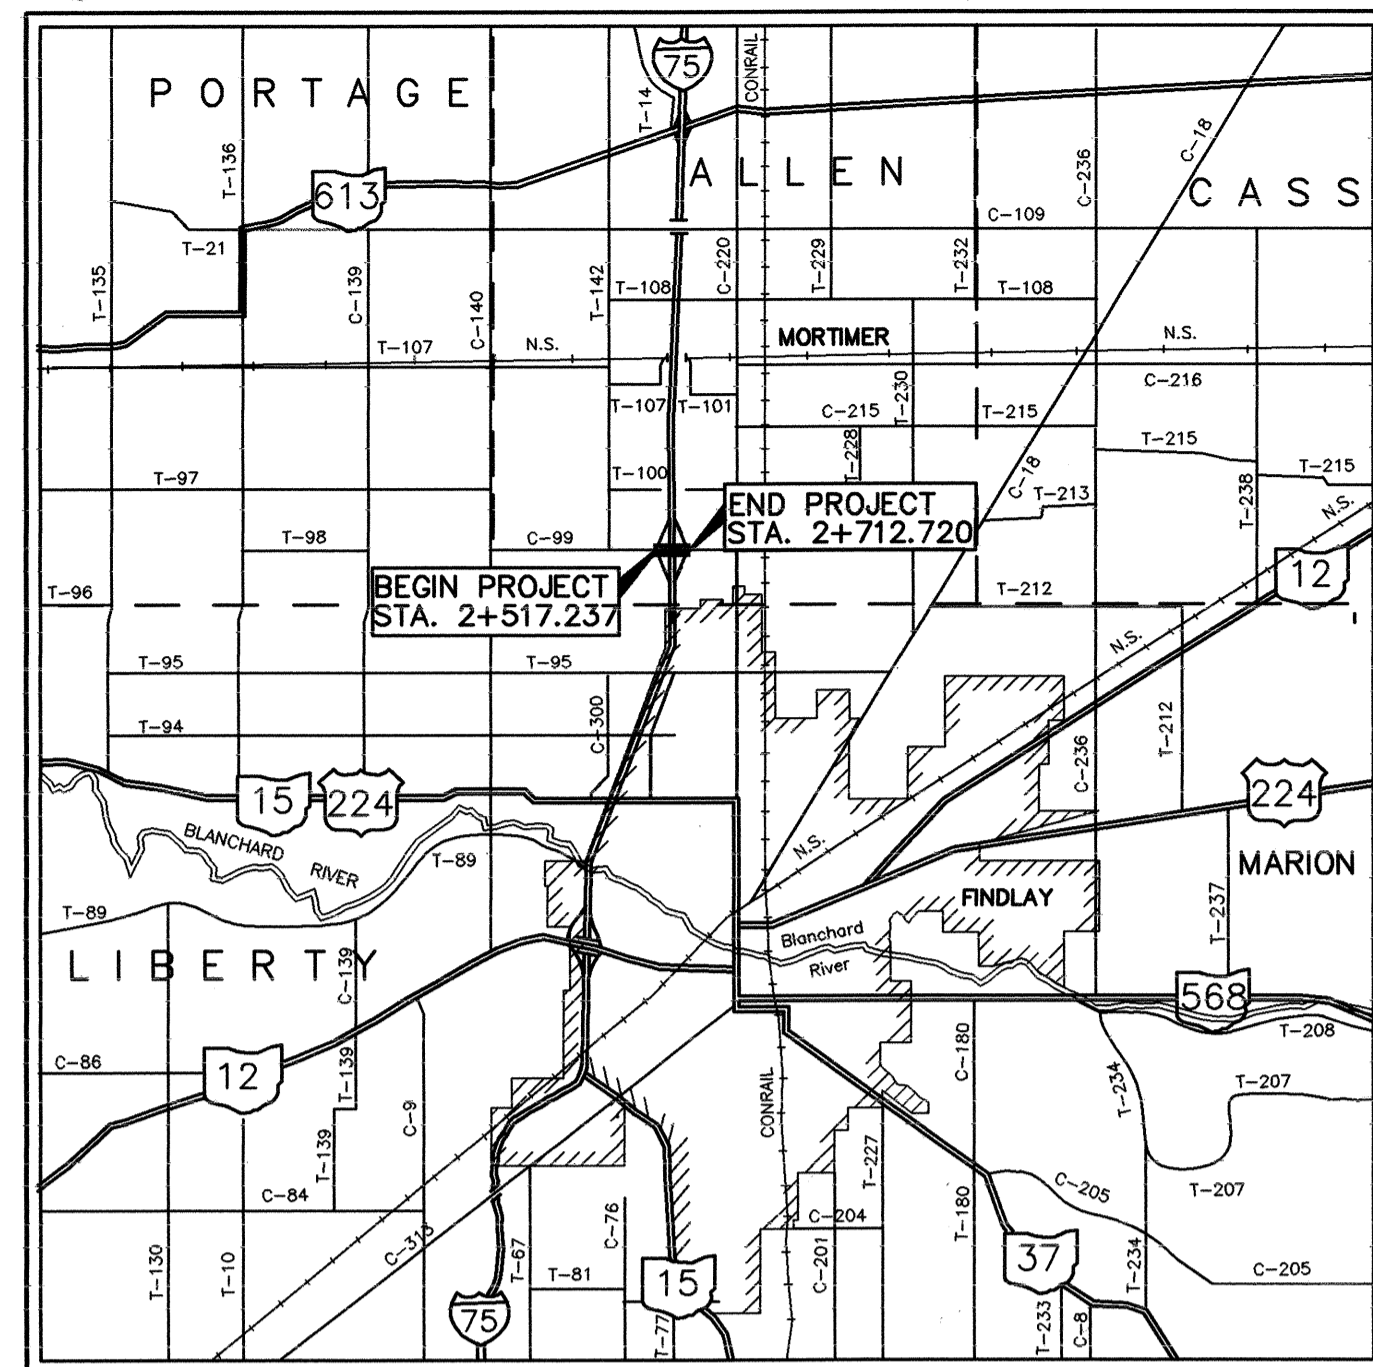 75
CONRAIL
PORTAGE
T-14
C-18
T-136
C-236
ALLEN
613
CASS
C-109
T-21
T-135
C-139
C-140
T-142
T-108
C-220
T-229
T-232
T-108
MORTIMER
N.S.
T-107
N.S.
C-216
T-107
T-101
C-215
T-230
T-215
T-228
T-215
T-215
T-97
T-100
C-18
T-213
T-238
N.S.
END PROJECT
STA. 2+712.720
T-98
C-99
12
BEGIN PROJECT
STA. 2+517.237
T-96
T-212
N.S.
T-95
T-95
C-300
T-94
C-236
T-212
15
224
224
BLANCHARD
RIVER
T-89
N.S.
MARION
FINDLAY
T-89
T-237
Blanchard
River
LIBERTY
C-139
568
C-180
T-208
C-86
12
T-139
C-9
CONRAIL
T-234
T-207
T-139
T-227
C-84
C-205
T-207
T-180
C-204
C-313
C-76
T-130
T-10
T-67
T-81
C-201
37
T-234
C-205
15
75
T-77
T-233
C-8